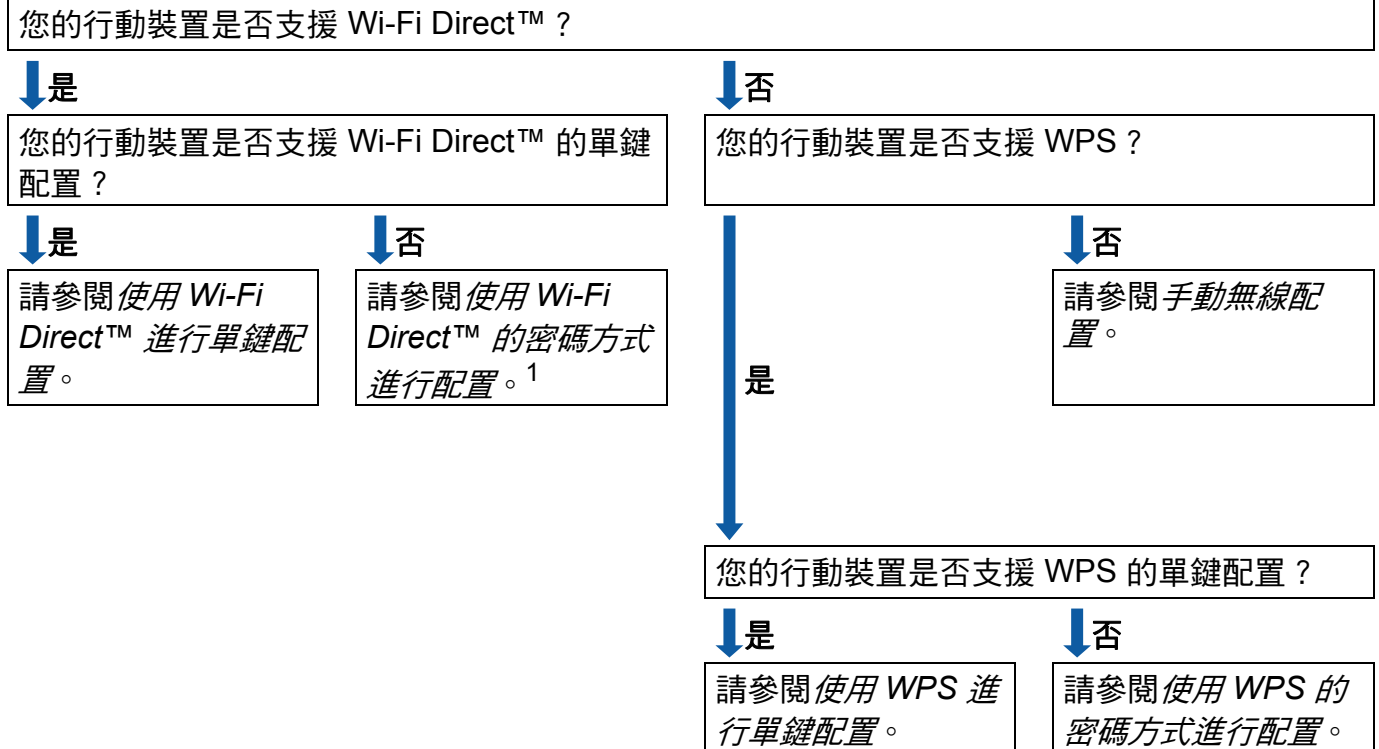 您的行動裝置是否支援 Wi-Fi Direct™？
是
否
您的行動裝置是否支援 Wi-Fi Direct™ 的單鍵
配置？
您的行動裝置是否支援 WPS？
是
否
否
請參閱使用 Wi-Fi
Direct™ 進行單鍵配
置。
請參閱使用 Wi-Fi
Direct™ 的密碼方式
進行配置。1
請參閱手動無線配
置。
是
您的行動裝置是否支援 WPS 的單鍵配置？
是
否
請參閱使用 WPS 進
行單鍵配置。
請參閱使用 WPS 的
密碼方式進行配置。